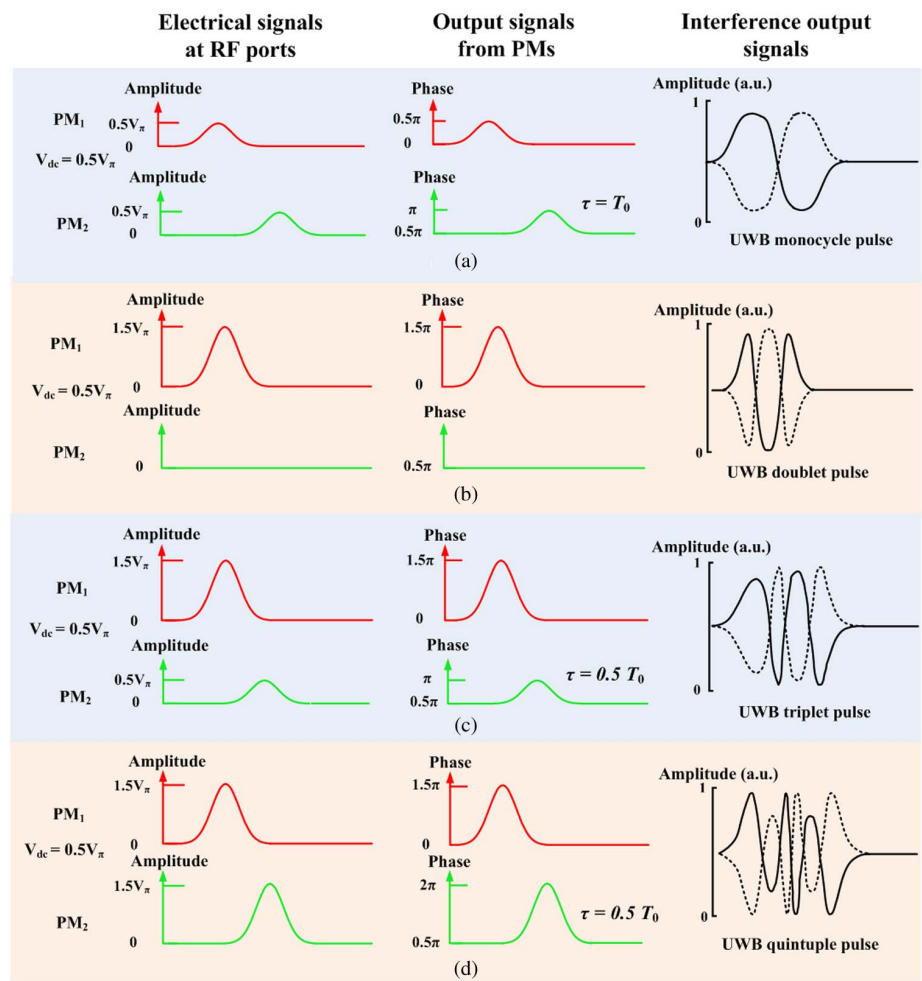 Electrical signals at RF ports
Output signals from PMs
Interference output signals
Amplitude
Phase
Amplitude (a.u.)
PM₁
0.5Vπ
0
0.5π
0
1
V_dc = 0.5Vπ
Amplitude
Phase
PM₂
0.5Vπ
0
π
0.5π
τ = T₀
0
UWB monocycle pulse
(a)
Amplitude
Phase
Amplitude (a.u.)
PM₁
1.5Vπ
0
1.5π
0
1
V_dc = 0.5Vπ
Amplitude
Phase
PM₂
0
0.5π
0
UWB doublet pulse
(b)
Amplitude
Phase
Amplitude (a.u.)
PM₁
1.5Vπ
0
1.5π
0
1
V_dc = 0.5Vπ
Amplitude
Phase
PM₂
0.5Vπ
0
π
0.5π
τ = 0.5 T₀
0
UWB triplet pulse
(c)
Amplitude
Phase
Amplitude (a.u.)
PM₁
1.5Vπ
0
1.5π
0
1
V_dc = 0.5Vπ
Amplitude
Phase
PM₂
1.5Vπ
0
2π
0.5π
τ = 0.5 T₀
0
UWB quintuple pulse
(d)